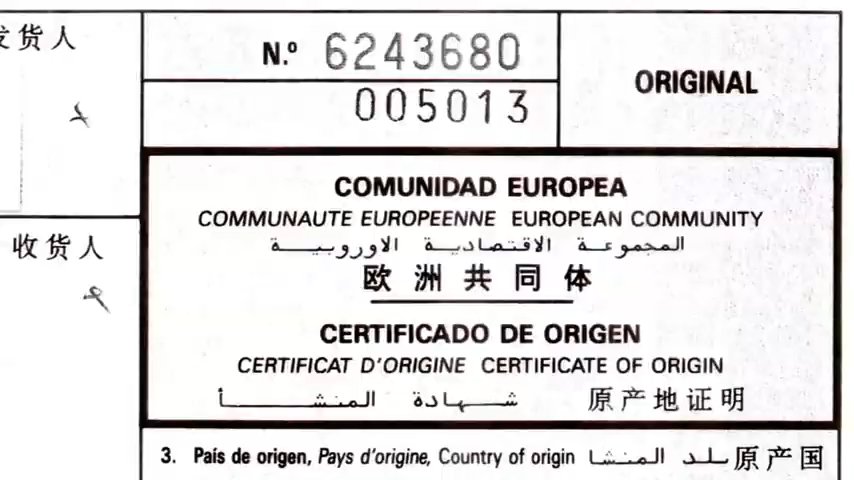 发货人
N.º 6243680
005013
ORIGINAL
COMUNIDAD EUROPEA
COMMUNAUTE EUROPEENNE EUROPEAN COMMUNITY
المجموعة الاقتصادية الاوروبية
欧洲共同体
收货人
CERTIFICADO DE ORIGEN
CERTIFICAT D'ORIGINE CERTIFICATE OF ORIGIN
شهادة المنشأ 原产地证明
3. País de origen, Pays d'origine, Country of origin بلد المنشا 原产国